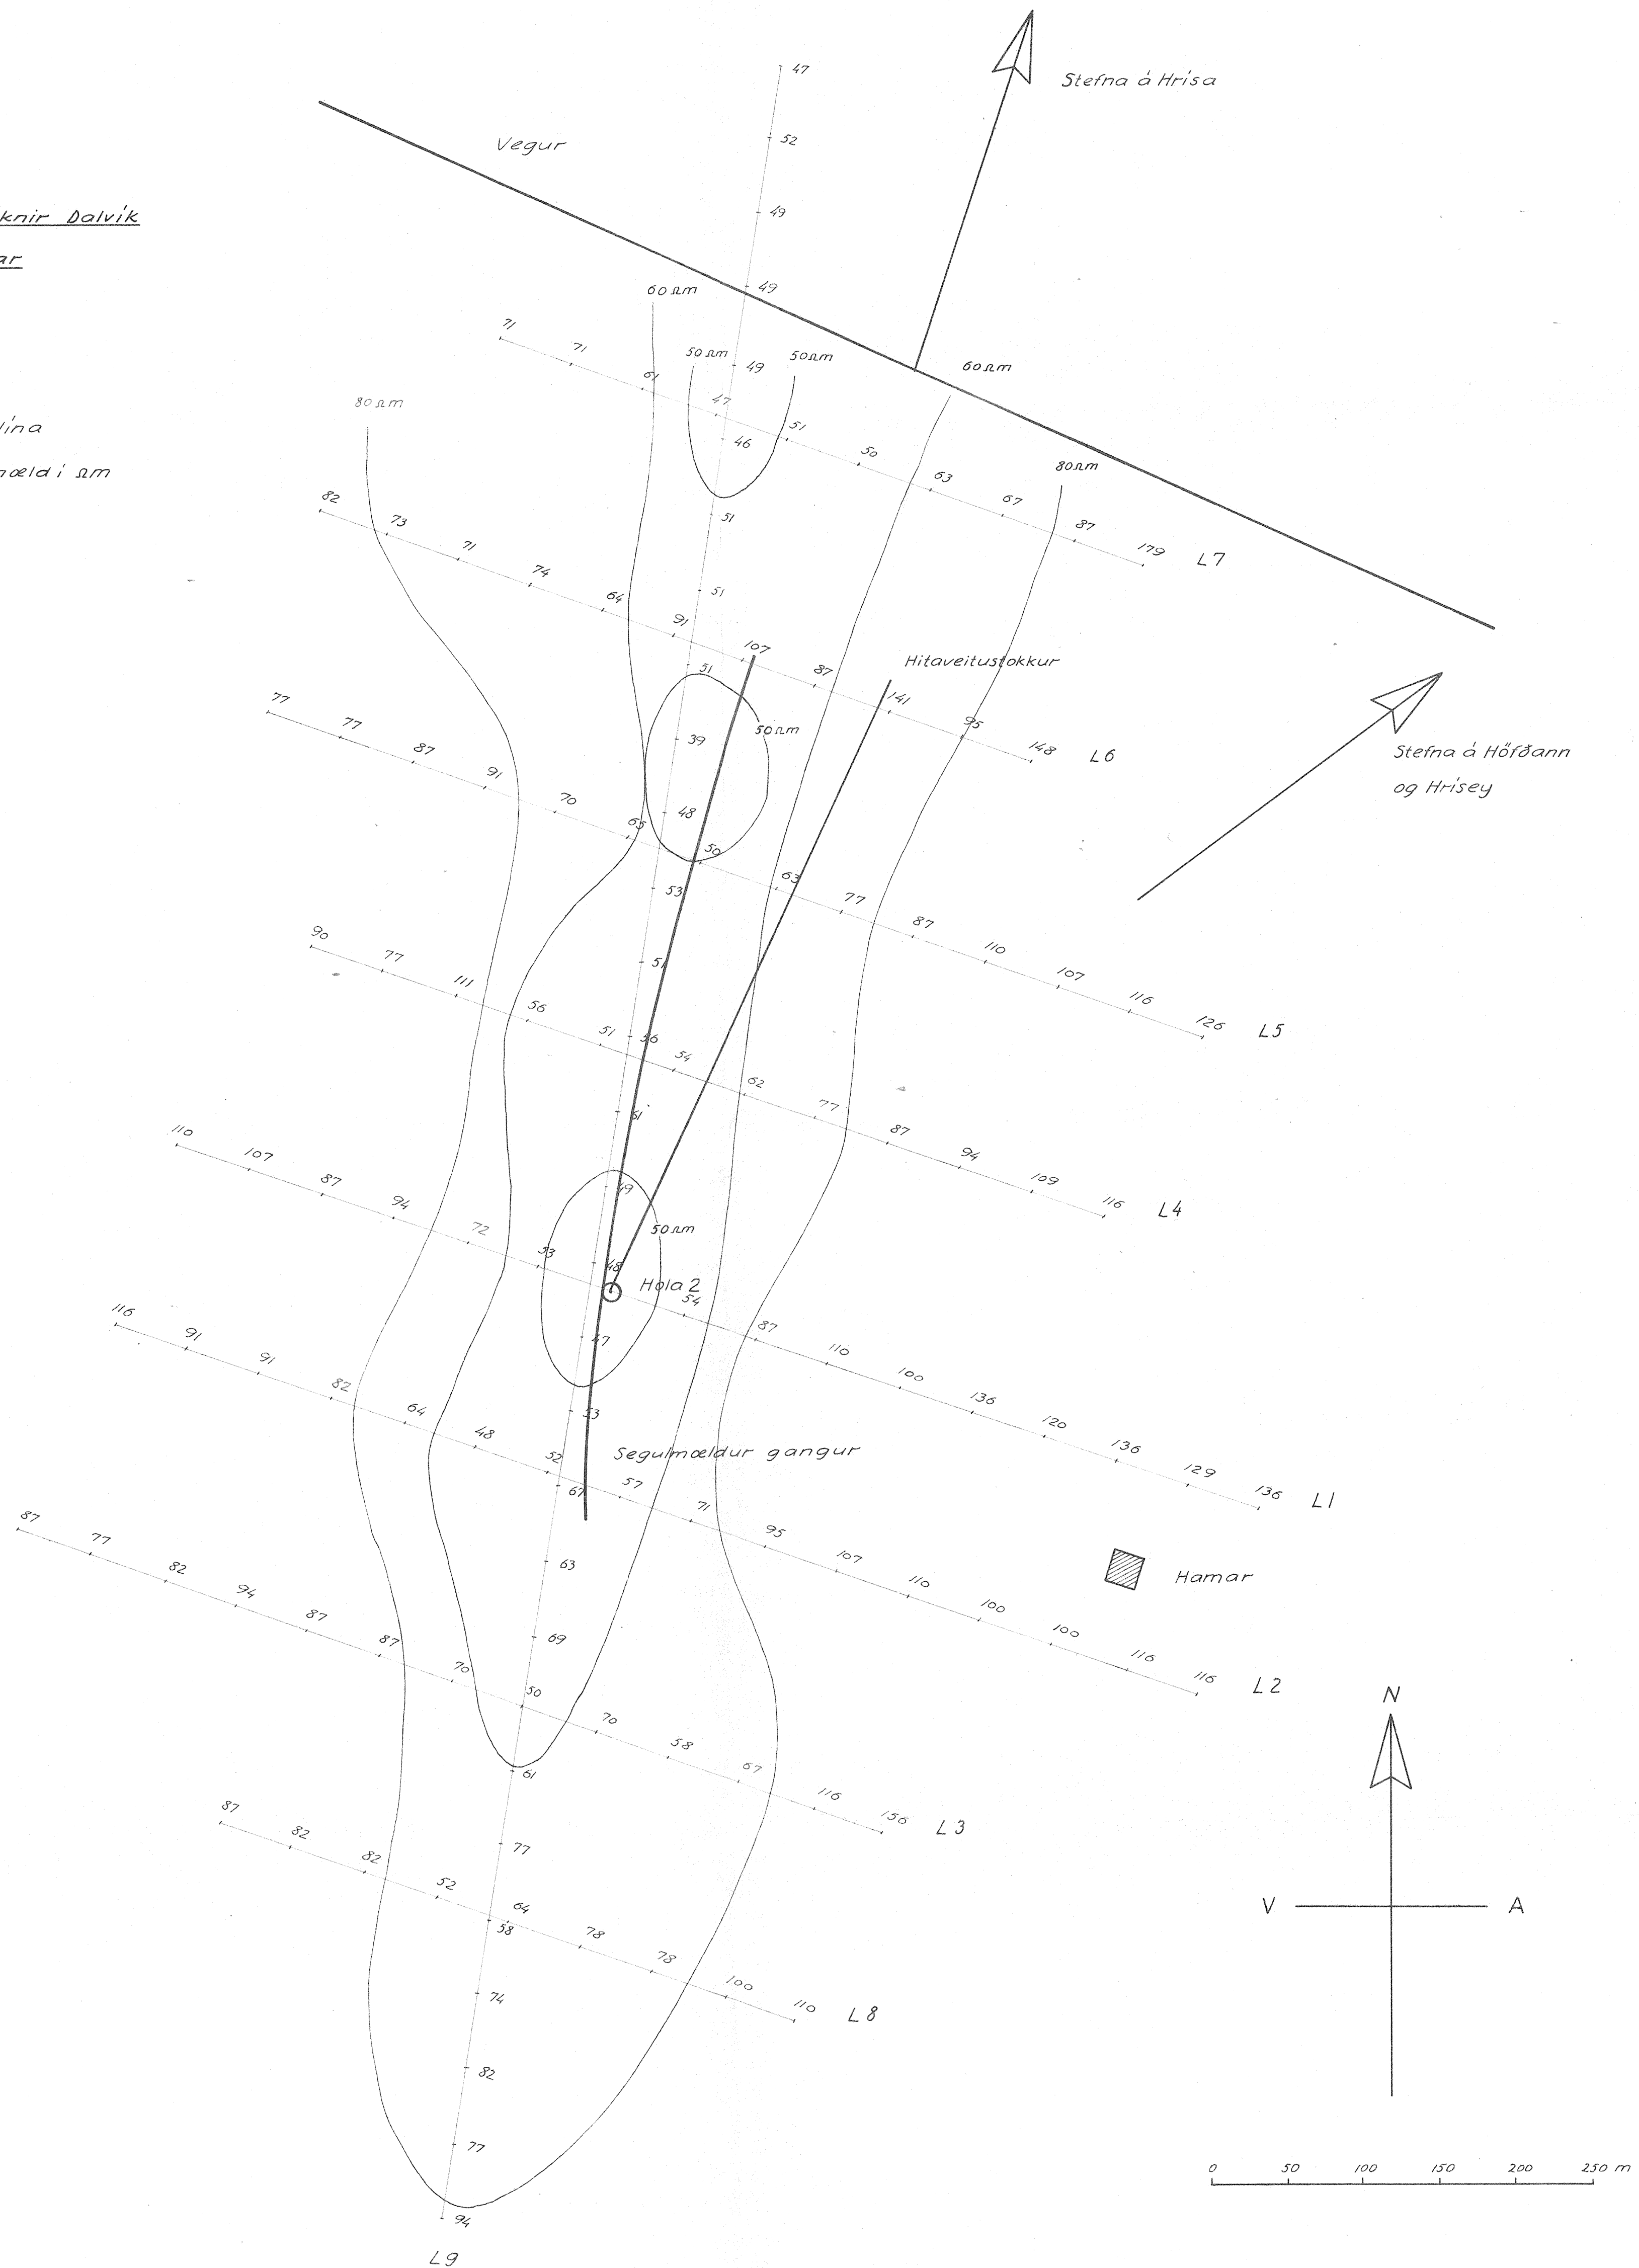 knir Dalvík
ar
lína
mæld í Ωm
Stefna á Hrísa
Vegur
47
52
49
49
49
46
51
51
51
39
48
53
51
56
61
49
48
47
53
67
63
69
61
77
58
74
82
77
94
L9
60 Ωm
50 Ωm
50 Ωm
60 Ωm
80 Ωm
80 Ωm
71 71 61 47 51 50 63 67 87 179 L7
82 73 71 74 64 91 107 87 141 95 148 L6
Hitaveitustokkur
50 Ωm
Stefna á Höfðann
og Hrísey
77 77 87 91 70 65 50 63 77 87 110 107 116 126 L5
90 77 111 56 51 54 62 77 87 94 109 116 L4
50 Ωm
Hola 2
110 107 87 94 72 53 54 87 110 100 136 120 136 129 136 L1
Segulmældur gangur
116 91 91 82 64 48 52 57 71 95 107 110 100 100 116 116 L2
Hamar
87 77 82 94 87 87 70 50 70 58 67 116 156 L3
87 82 82 52 64 78 78 100 110 L8
N
V A
0 50 100 150 200 250 m